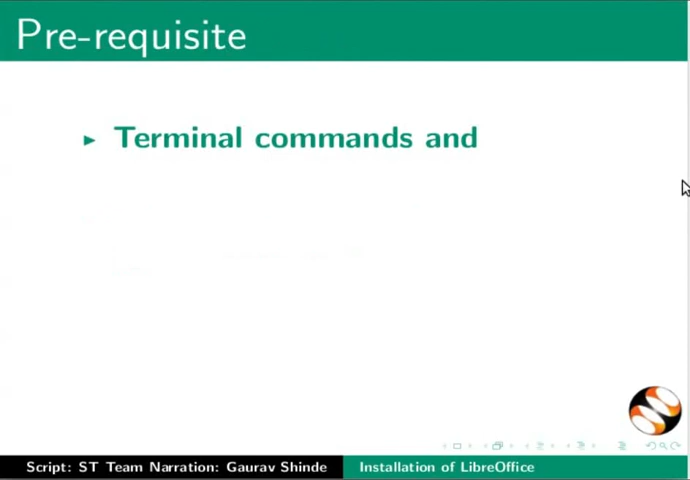 Pre-requisite
Terminal commands and
Script: ST Team Narration: Gaurav Shinde
Installation of LibreOffice